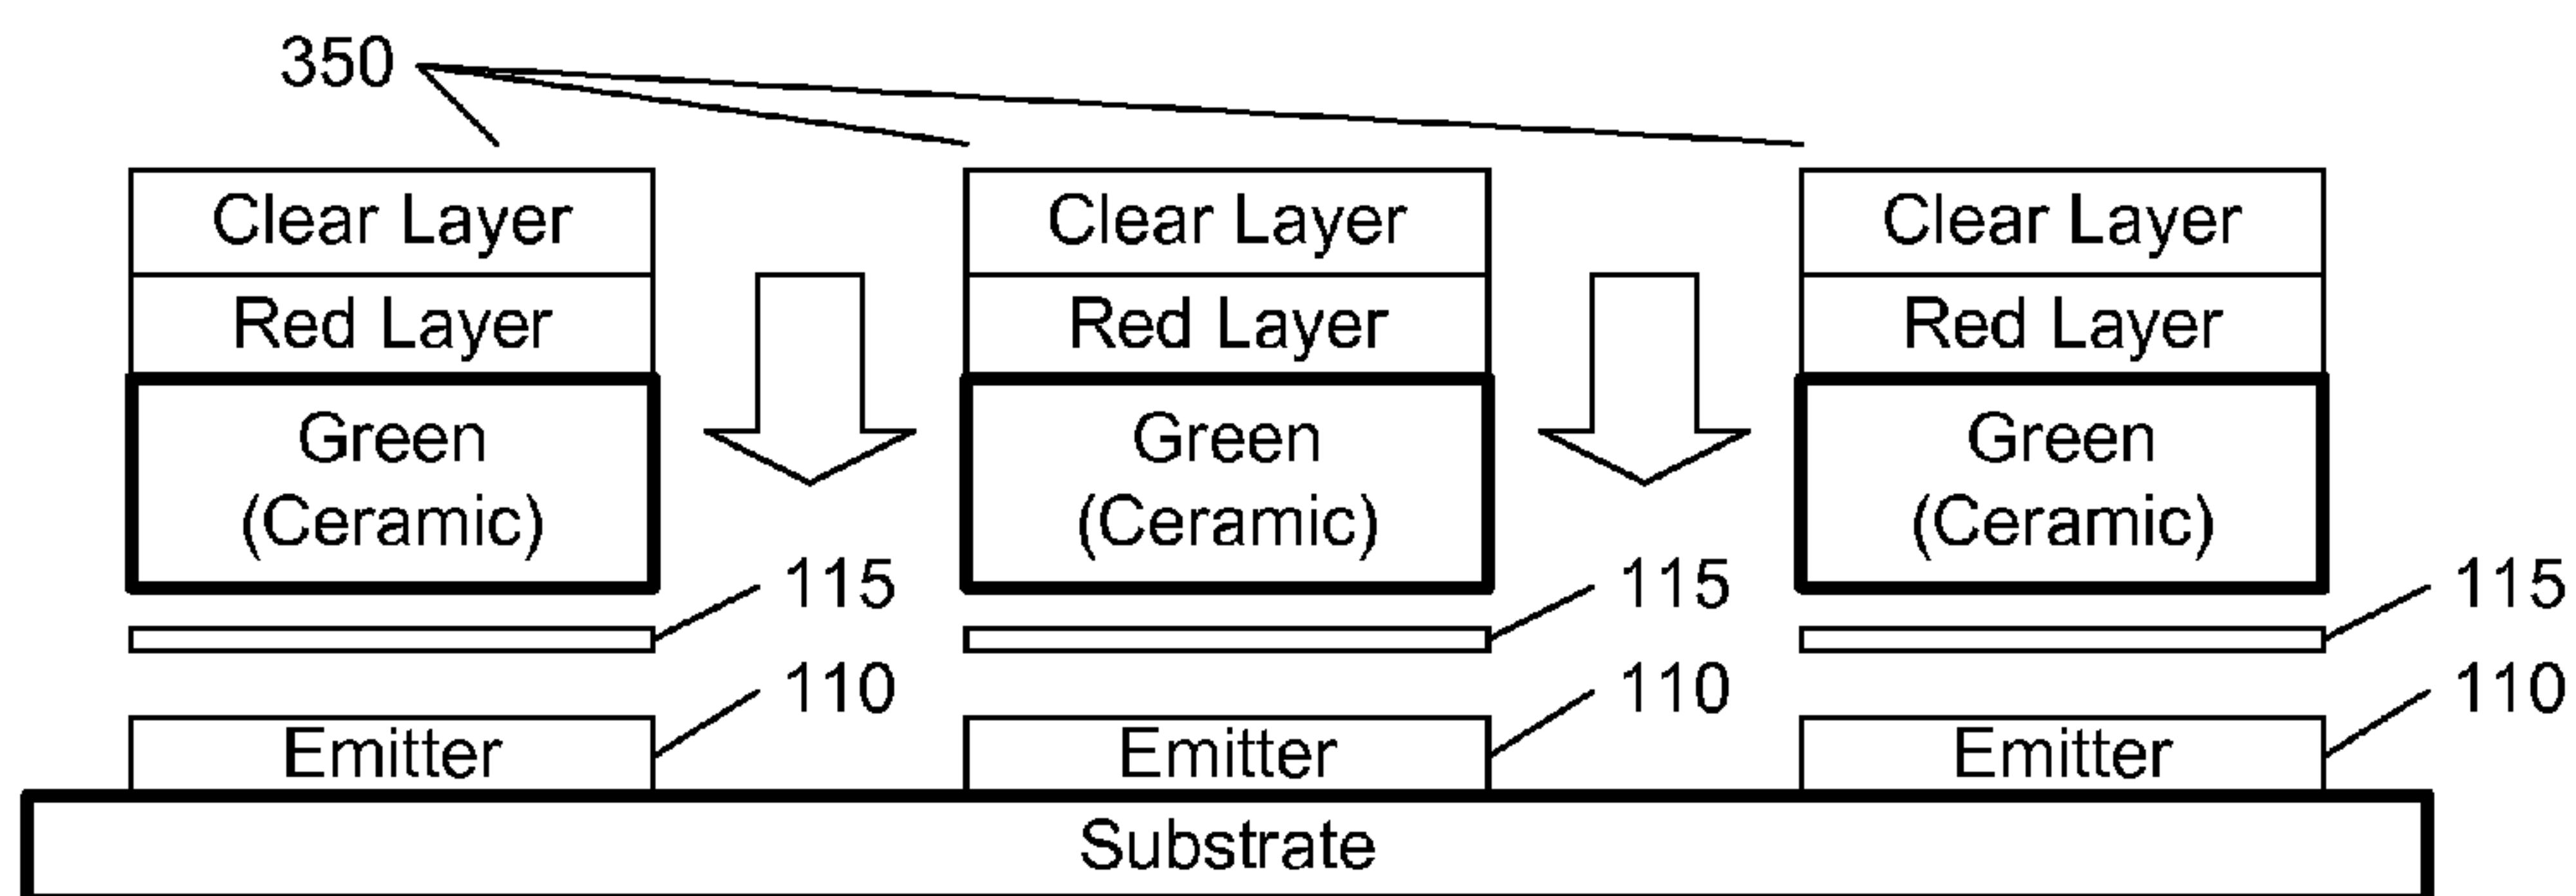 350
Clear Layer Clear Layer Clear Layer
Red Layer Red Layer Red Layer
Green Green Green
(Ceramic) (Ceramic) (Ceramic)
115 115 115
110 110 110
Emitter Emitter Emitter
Substrate